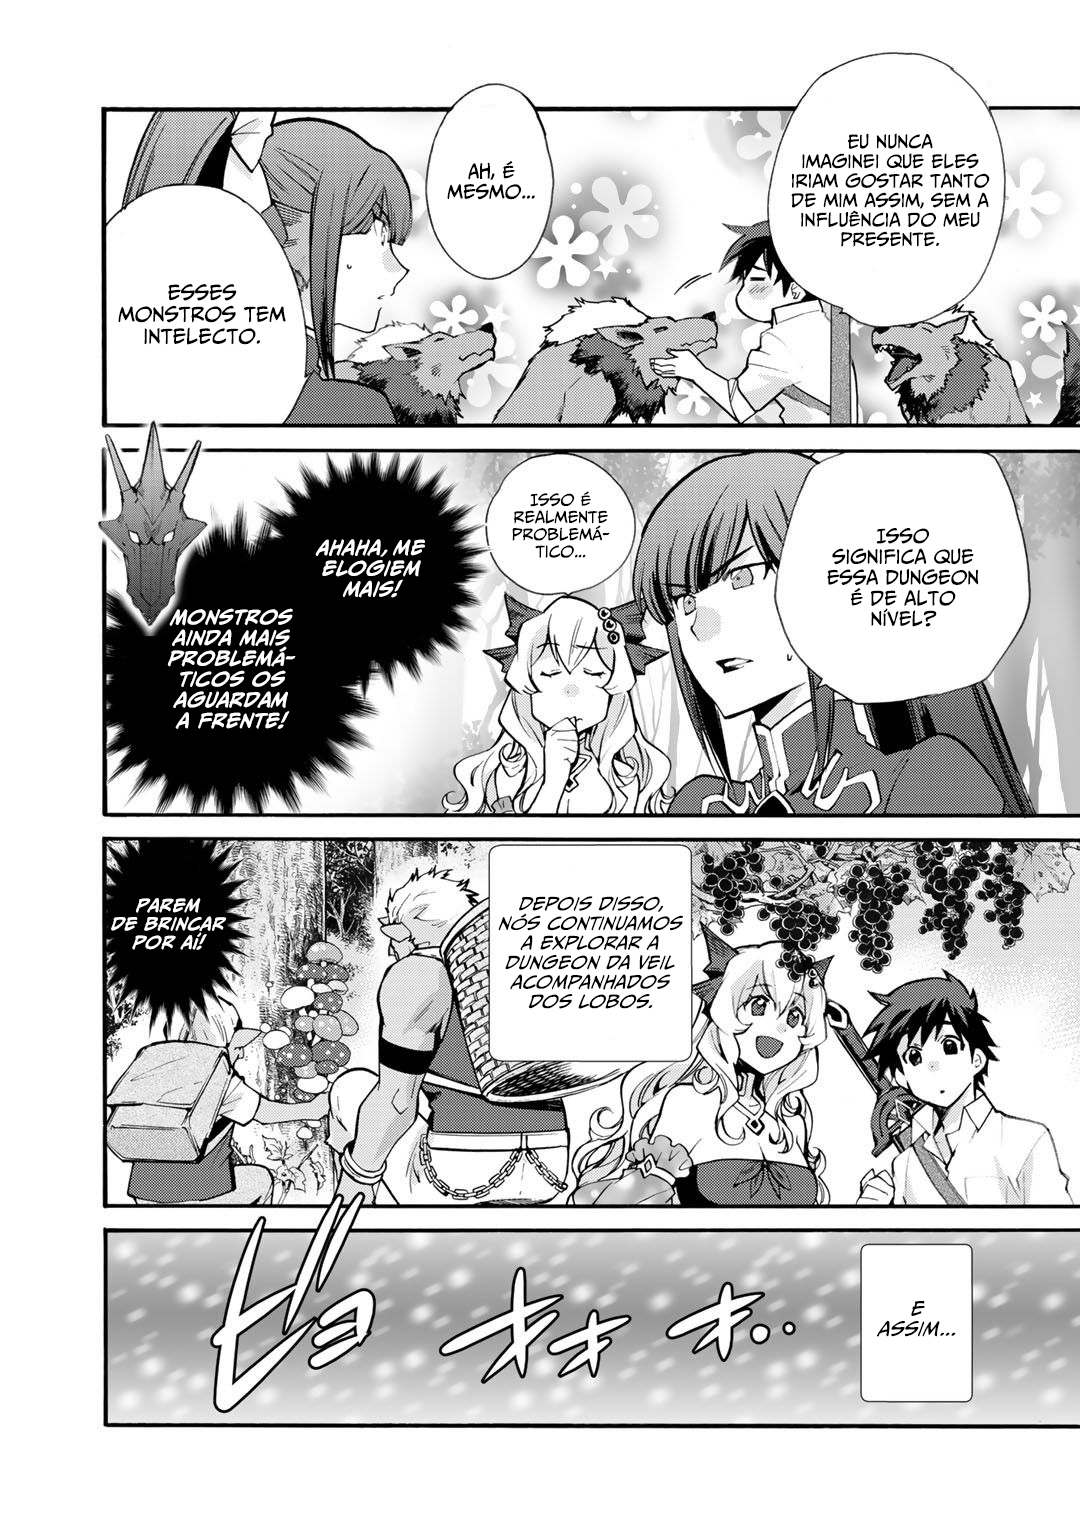 EU NUNCA
IMAGINEI QUE ELES
IRIAM GOSTAR TANTO
DE MIM ASSIM, SEM A
INFLUÊNCIA DO MEU
PRESENTE.
AH, É
MESMO...
ESSES
MONSTROS TEM
INTELECTO.
ISSO
SIGNIFICA QUE
ESSA DUNGEON
É DE ALTO
NÍVEL?
ISSO É
REALMENTE
PROBLEMÁ-
TICO...
AHAHA, ME
ELOGIEM
MAIS!
MONSTROS
AINDA MAIS
PROBLEMÁ-
TICOS OS
AGUARDAM
A FRENTE!
DEPOIS DISSO,
NÓS CONTINUAMOS
A EXPLORAR A
DUNGEON DA VEIL
ACOMPANHADOS
DOS LOBOS.
PAREM
DE BRINCAR
POR AÍ!
E
ASSIM...
ビョオオオ..